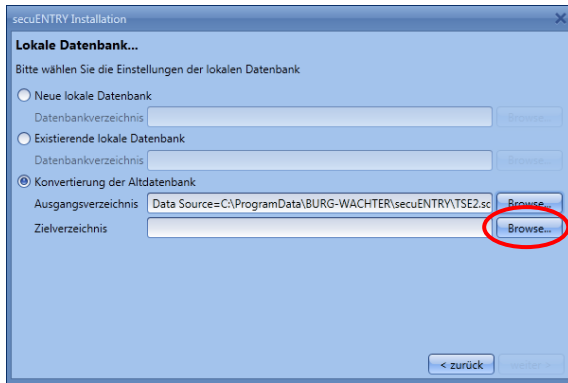 secuENTRY Installation
Lokale Datenbank...
Bitte wählen Sie die Einstellungen der lokalen Datenbank
Neue lokale Datenbank
Datenbankverzeichnis Browse...
Existierende lokale Datenbank
Datenbankverzeichnis Browse...
Konvertierung der Altdatenbank
Ausgangsverzeichnis Data Source=C:\ProgramData\BURG-WACHTER\secuENTRY\TSE2.sc Browse...
Zielverzeichnis Browse...
< zurück weiter >